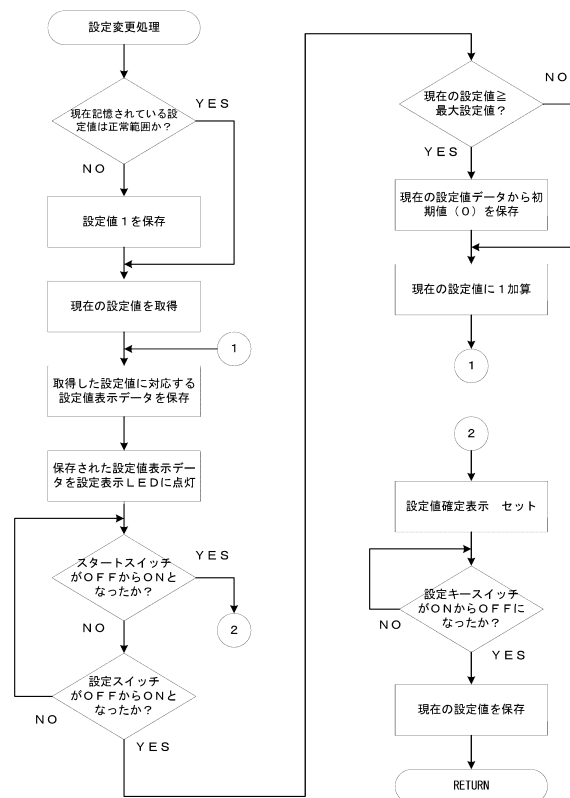 設定変更処理
現在記憶されている設
定値は正常範囲か？
YES
NO
設定値１を保存
現在の設定値を取得
1
取得した設定値に対応する
設定値表示データを保存
保存された設定値表示デー
タを設定表示ＬＥＤに点灯
スタートスイッチ
がＯＦＦからＯＮと
なったか？
YES
2
NO
設定スイッチ
がＯＦＦからＯＮと
なったか？
NO
YES
現在の設定値≧
最大設定値？
NO
YES
現在の設定値データから初
期値（０）を保存
現在の設定値に１加算
1
2
設定値確定表示　セット
設定キースイッチ
がＯＮからＯＦＦに
なったか？
NO
YES
現在の設定値を保存
RETURN